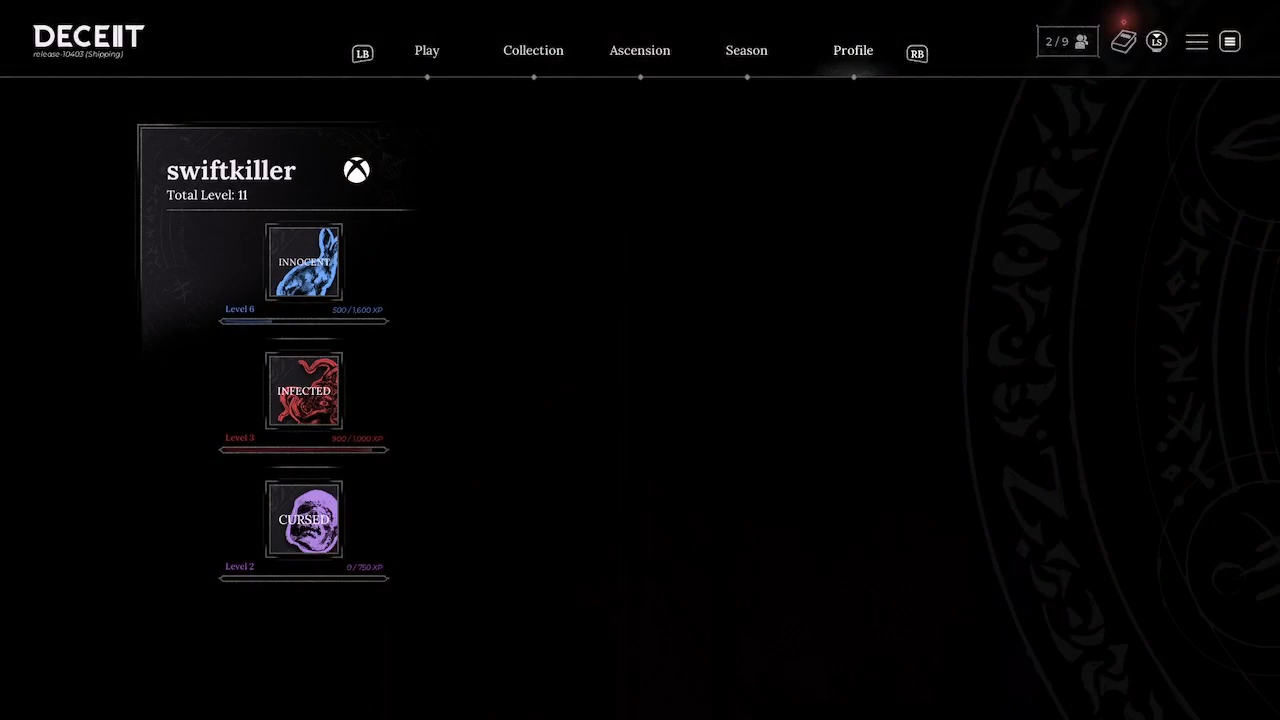 DECEIIT
release-10403 (Shipping)
LB
Play
Collection
Ascension
Season
Profile
RB
2 / 9
LS
swiftkiller
Total Level: 11
INNOCENT
Level 6
500 / 1,600 XP
INFECTED
Level 3
900 / 1,000 XP
CURSED
Level 2
0 / 750 XP